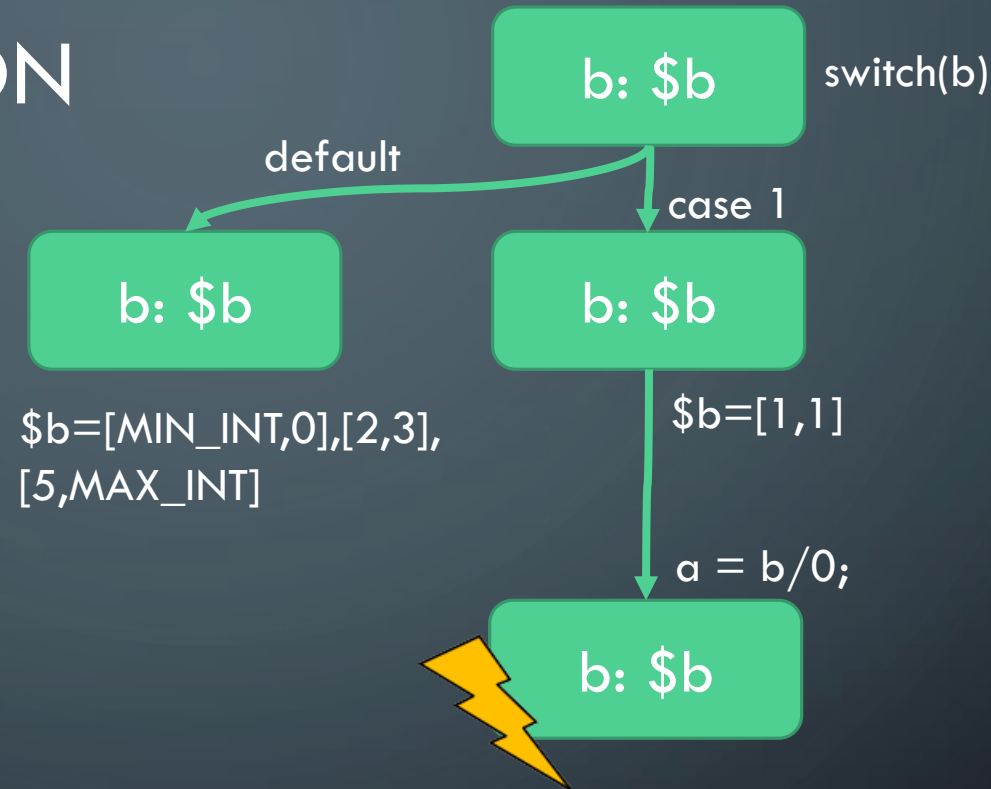 ON
b: $b
switch(b)
default
case 1
b: $b
b: $b
$b=[MIN_INT,0],[2,3],
[5,MAX_INT]
$b=[1,1]
a = b/0;
b: $b